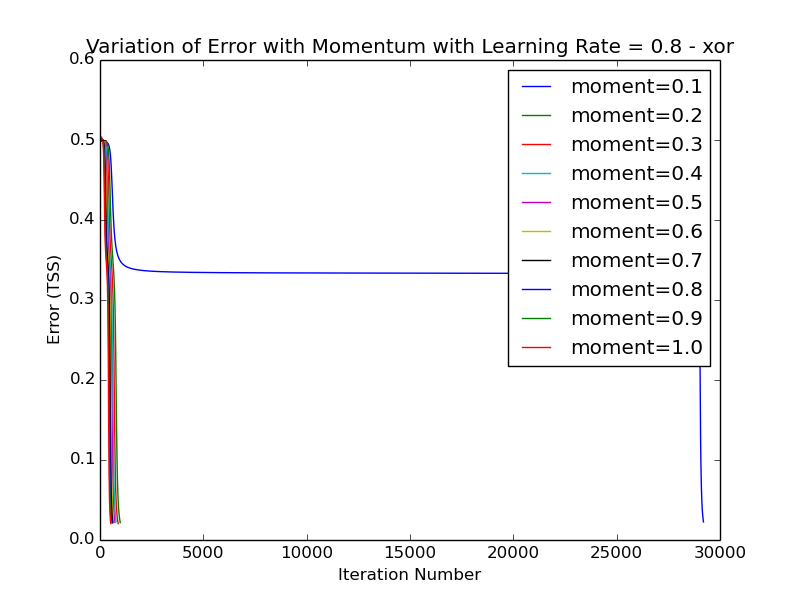 Variation of Error with Momentum with Learning Rate = 0.8 - xor
0.6
0.5
0.4
0.3
0.2
0.1
0.0
Error (TSS)
moment=0.1
moment=0.2
moment=0.3
moment=0.4
moment=0.5
moment=0.6
moment=0.7
moment=0.8
moment=0.9
moment=1.0
0 5000 10000 15000 20000 25000 30000
Iteration Number